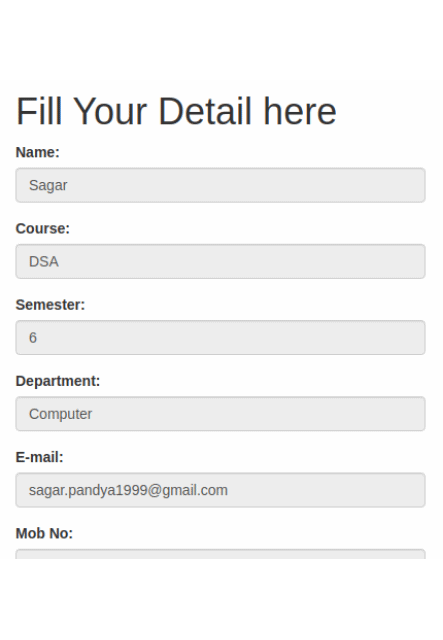 Fill Your Detail here
Name:
Sagar
Course:
DSA
Semester:
6
Department:
Computer
E-mail:
sagar.pandya1999@gmail.com
Mob No: